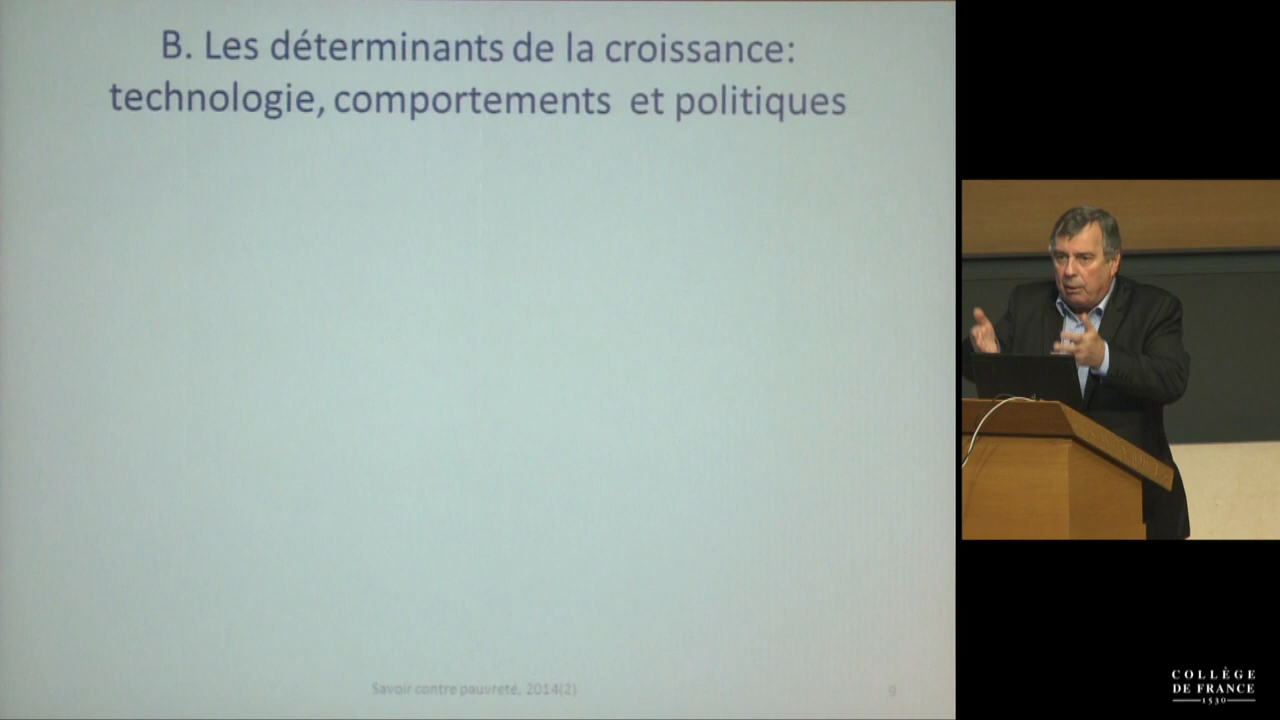 B. Les déterminants de la croissance:
technologie, comportements et politiques
Savoir contre pauvreté, 2014(2)
9
COLLÈGE
DE FRANCE
1530